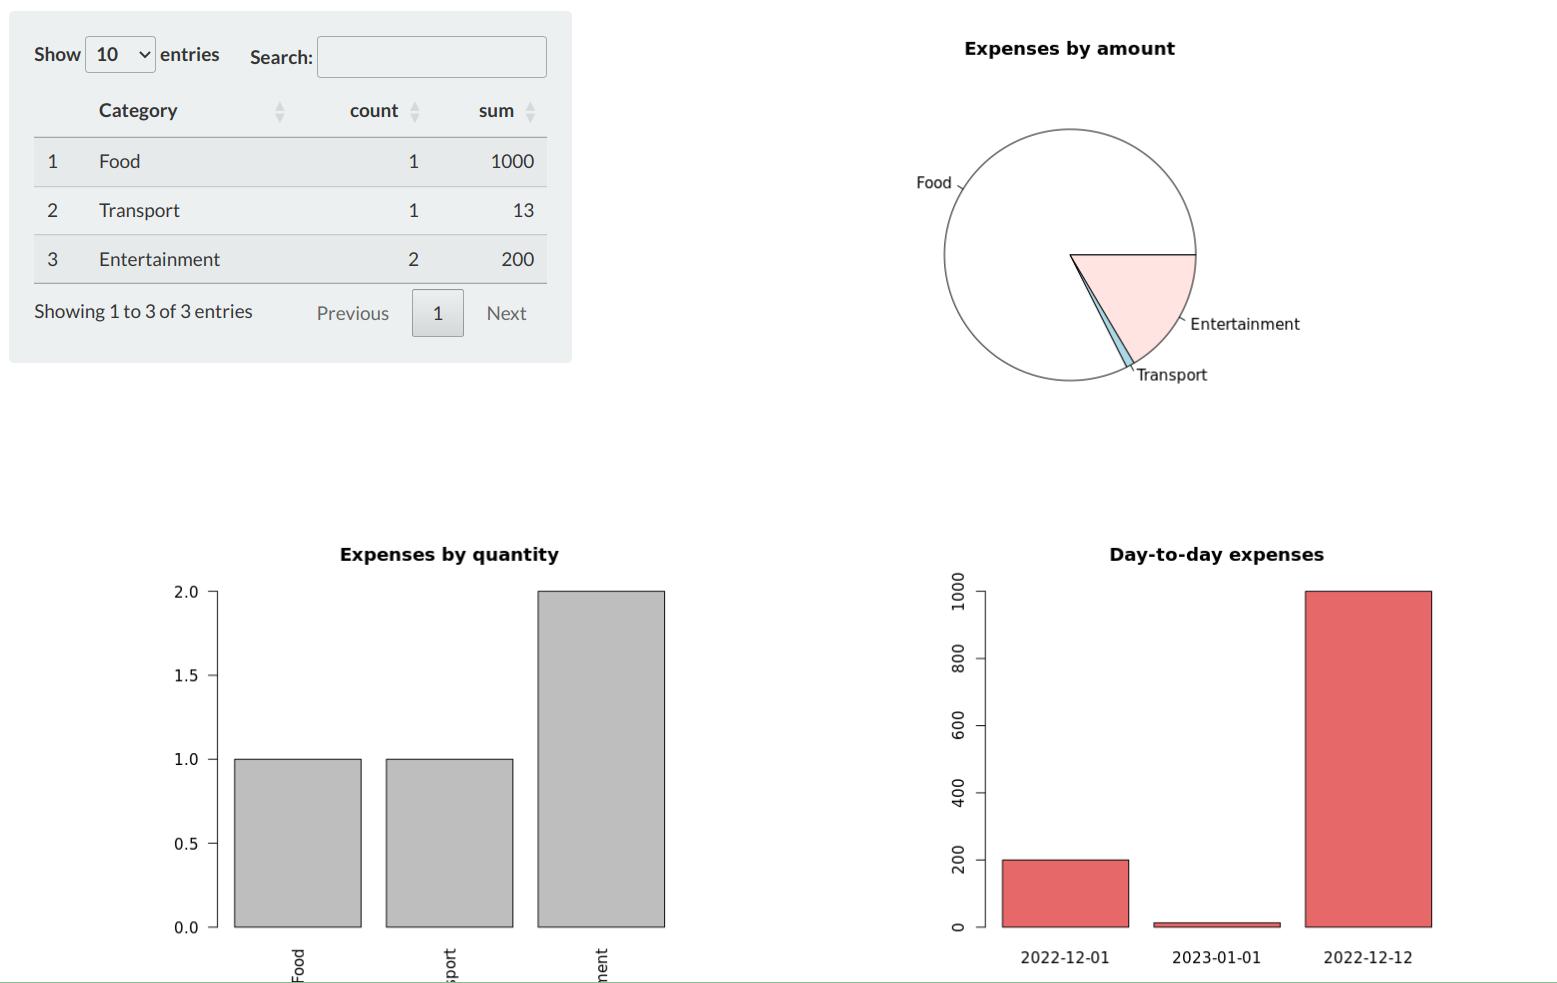 Show 10 entries Search:
Category count sum
1 Food 1 1000
2 Transport 1 13
3 Entertainment 2 200
Showing 1 to 3 of 3 entries Previous 1 Next
Expenses by amount
Food
Entertainment
Transport
Expenses by quantity
2.0
1.5
1.0
0.5
0.0
Food
sport
ment
Day-to-day expenses
1000
800
600
400
200
0
2022-12-01 2023-01-01 2022-12-12